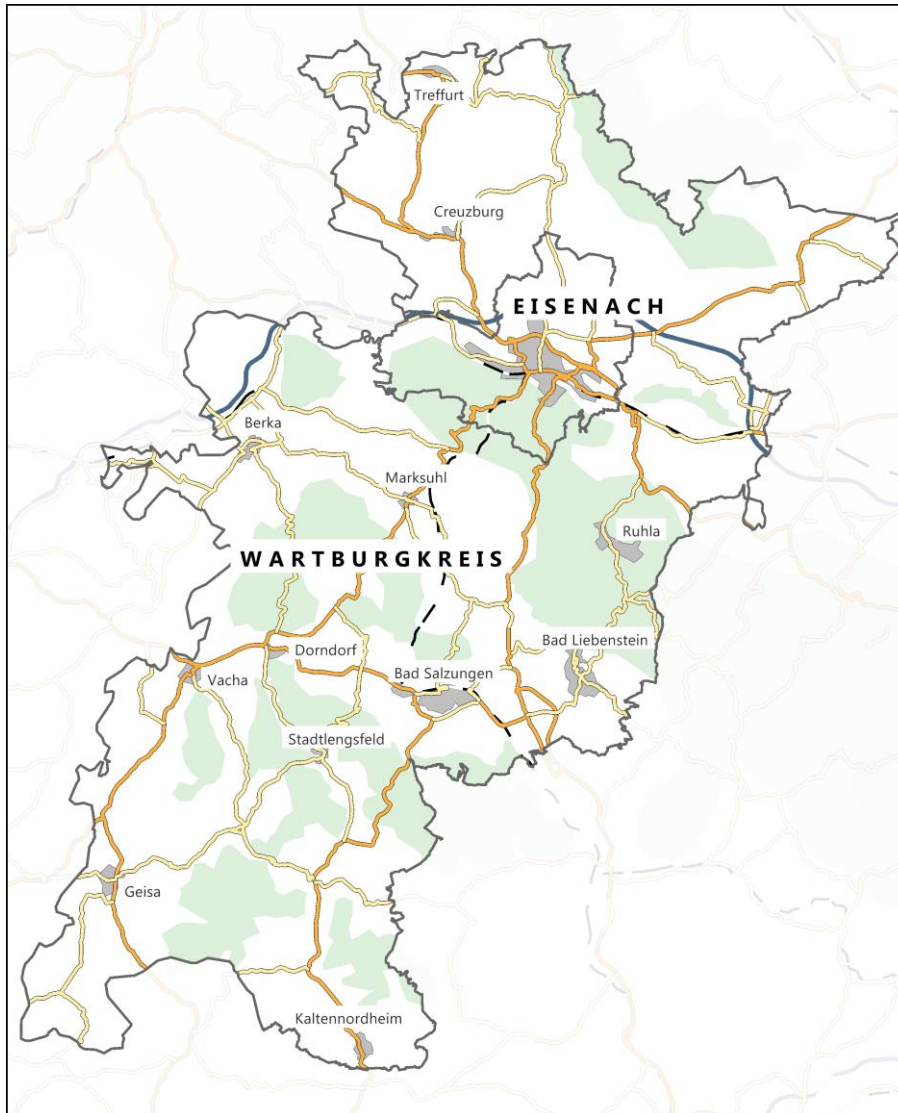 Treffurt
Creuzburg
EISENACH
Berka
Marksuhl
Ruhla
WARTBURGKREIS
Bad Liebenstein
Dorndorf
Bad Salzungen
Vacha
Stadtlengsfeld
Geisa
Kaltennordheim